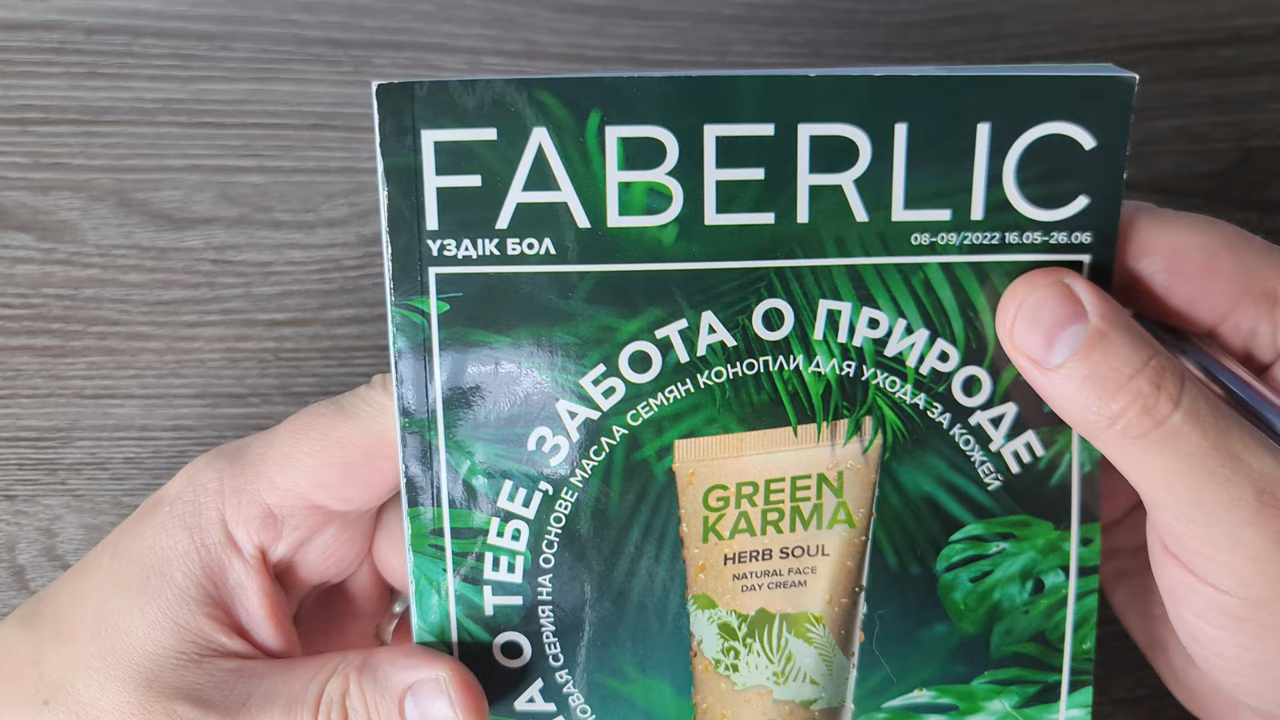 FABERLIC
ҮЗДІК БОЛ
08-09/2022 16.05-26.06
О ТЕБЕ, ЗАБОТА О ПРИРОДЕ
СЕРИЯ НА ОСНОВЕ МАСЛА СЕМЯН КОНОПЛИ ДЛЯ УХОДА ЗА КОЖЕЙ
GREEN
KARMA
HERB SOUL
NATURAL FACE
DAY CREAM